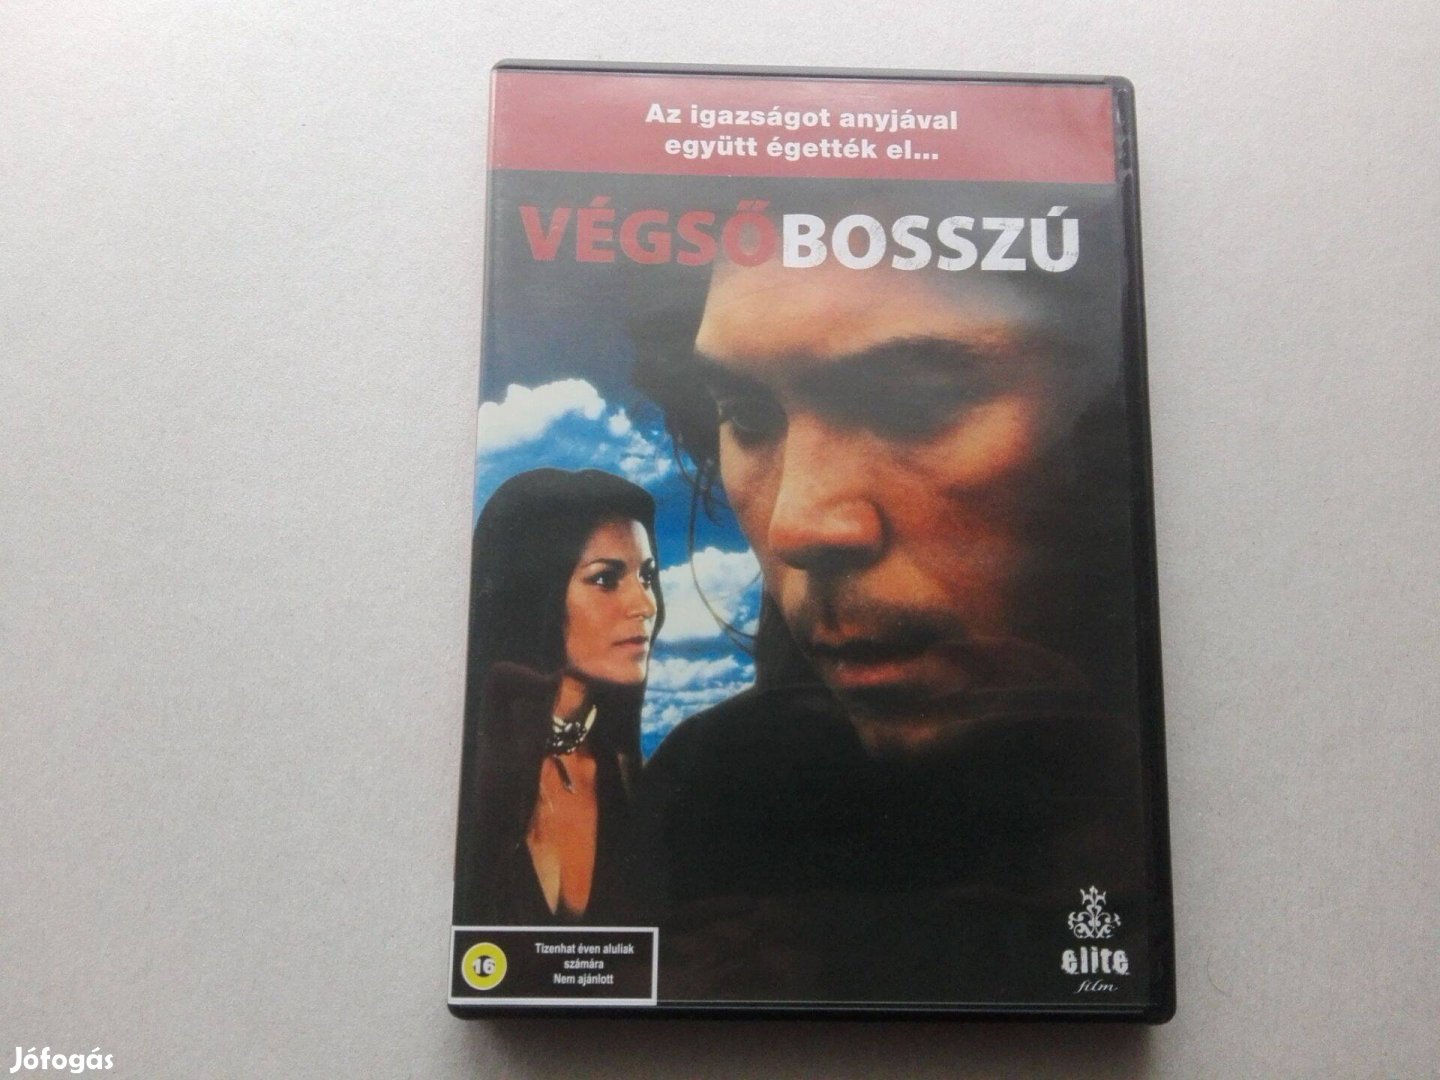 Az igazságot anyjával
együtt égették el...
VÉGSŐBOSSZÚ
16
Tizenhat éven aluliak
számára
Nem ajánlott
elite
film
Jófogás